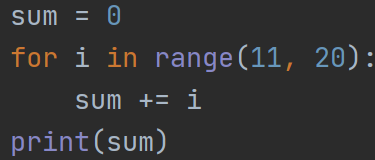 sum = 0
for i in range(11, 20):
    sum += i
print(sum)